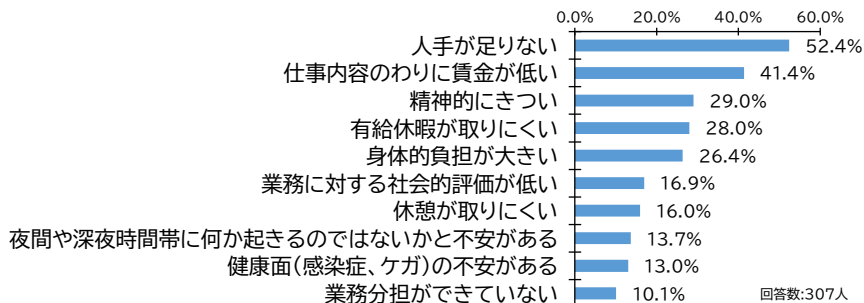 0.0% 20.0% 40.0% 60.0%
人手が足りない 52.4%
仕事内容のわりに賃金が低い 41.4%
精神的にきつい 29.0%
有給休暇が取りにくい 28.0%
身体的負担が大きい 26.4%
業務に対する社会的評価が低い 16.9%
休憩が取りにくい 16.0%
夜間や深夜時間帯に何か起きるのではないかと不安がある 13.7%
健康面(感染症、ケガ)の不安がある 13.0%
業務分担ができていない 10.1% 回答数:307人